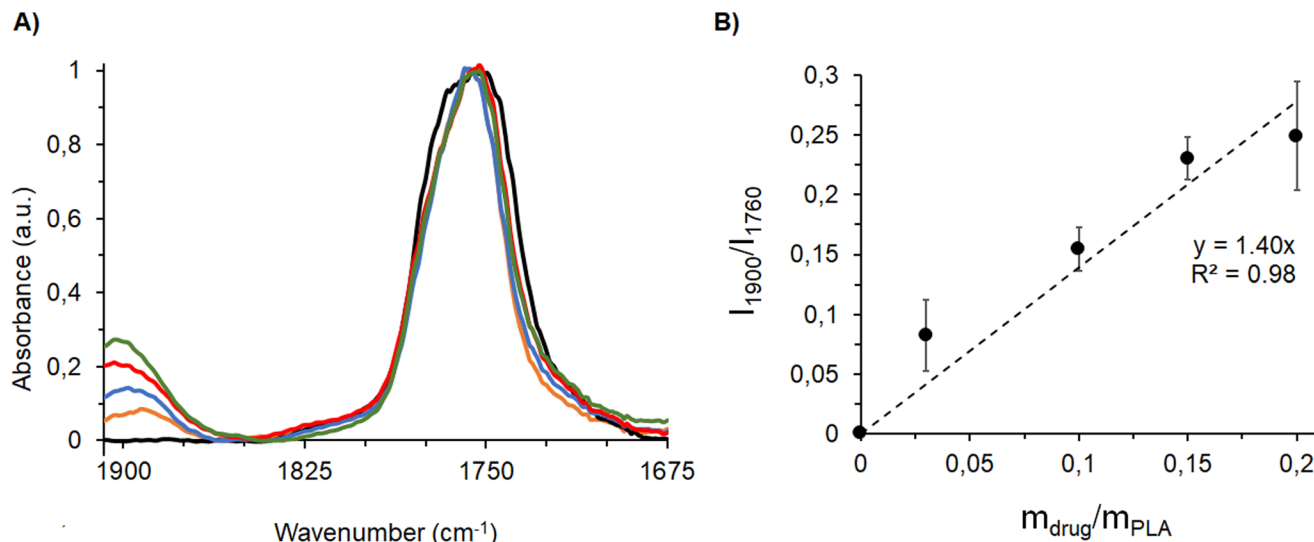 A)
Absorbance (a.u.)
1
0,8
0,6
0,4
0,2
0
1900
1825
1750
1675
Wavenumber (cm-1)
B)
I1900/I1760
0,3
0,25
0,2
0,15
0,1
0,05
0
y = 1.40x
R² = 0.98
0
0,05
0,1
0,15
0,2
mdrug/mPLA